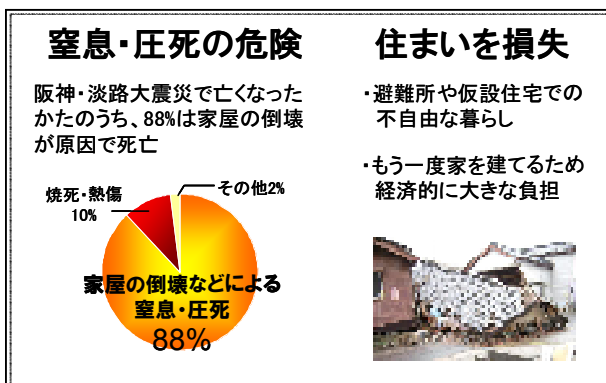 窒息・圧死の危険
阪神・淡路大震災で亡くなった
かたのうち、88%は家屋の倒壊
が原因で死亡
焼死・熱傷
10%
その他2%
家屋の倒壊などによる
窒息・圧死
88%
住まいを損失
・避難所や仮設住宅での
不自由な暮らし
・もう一度家を建てるため
経済的に大きな負担